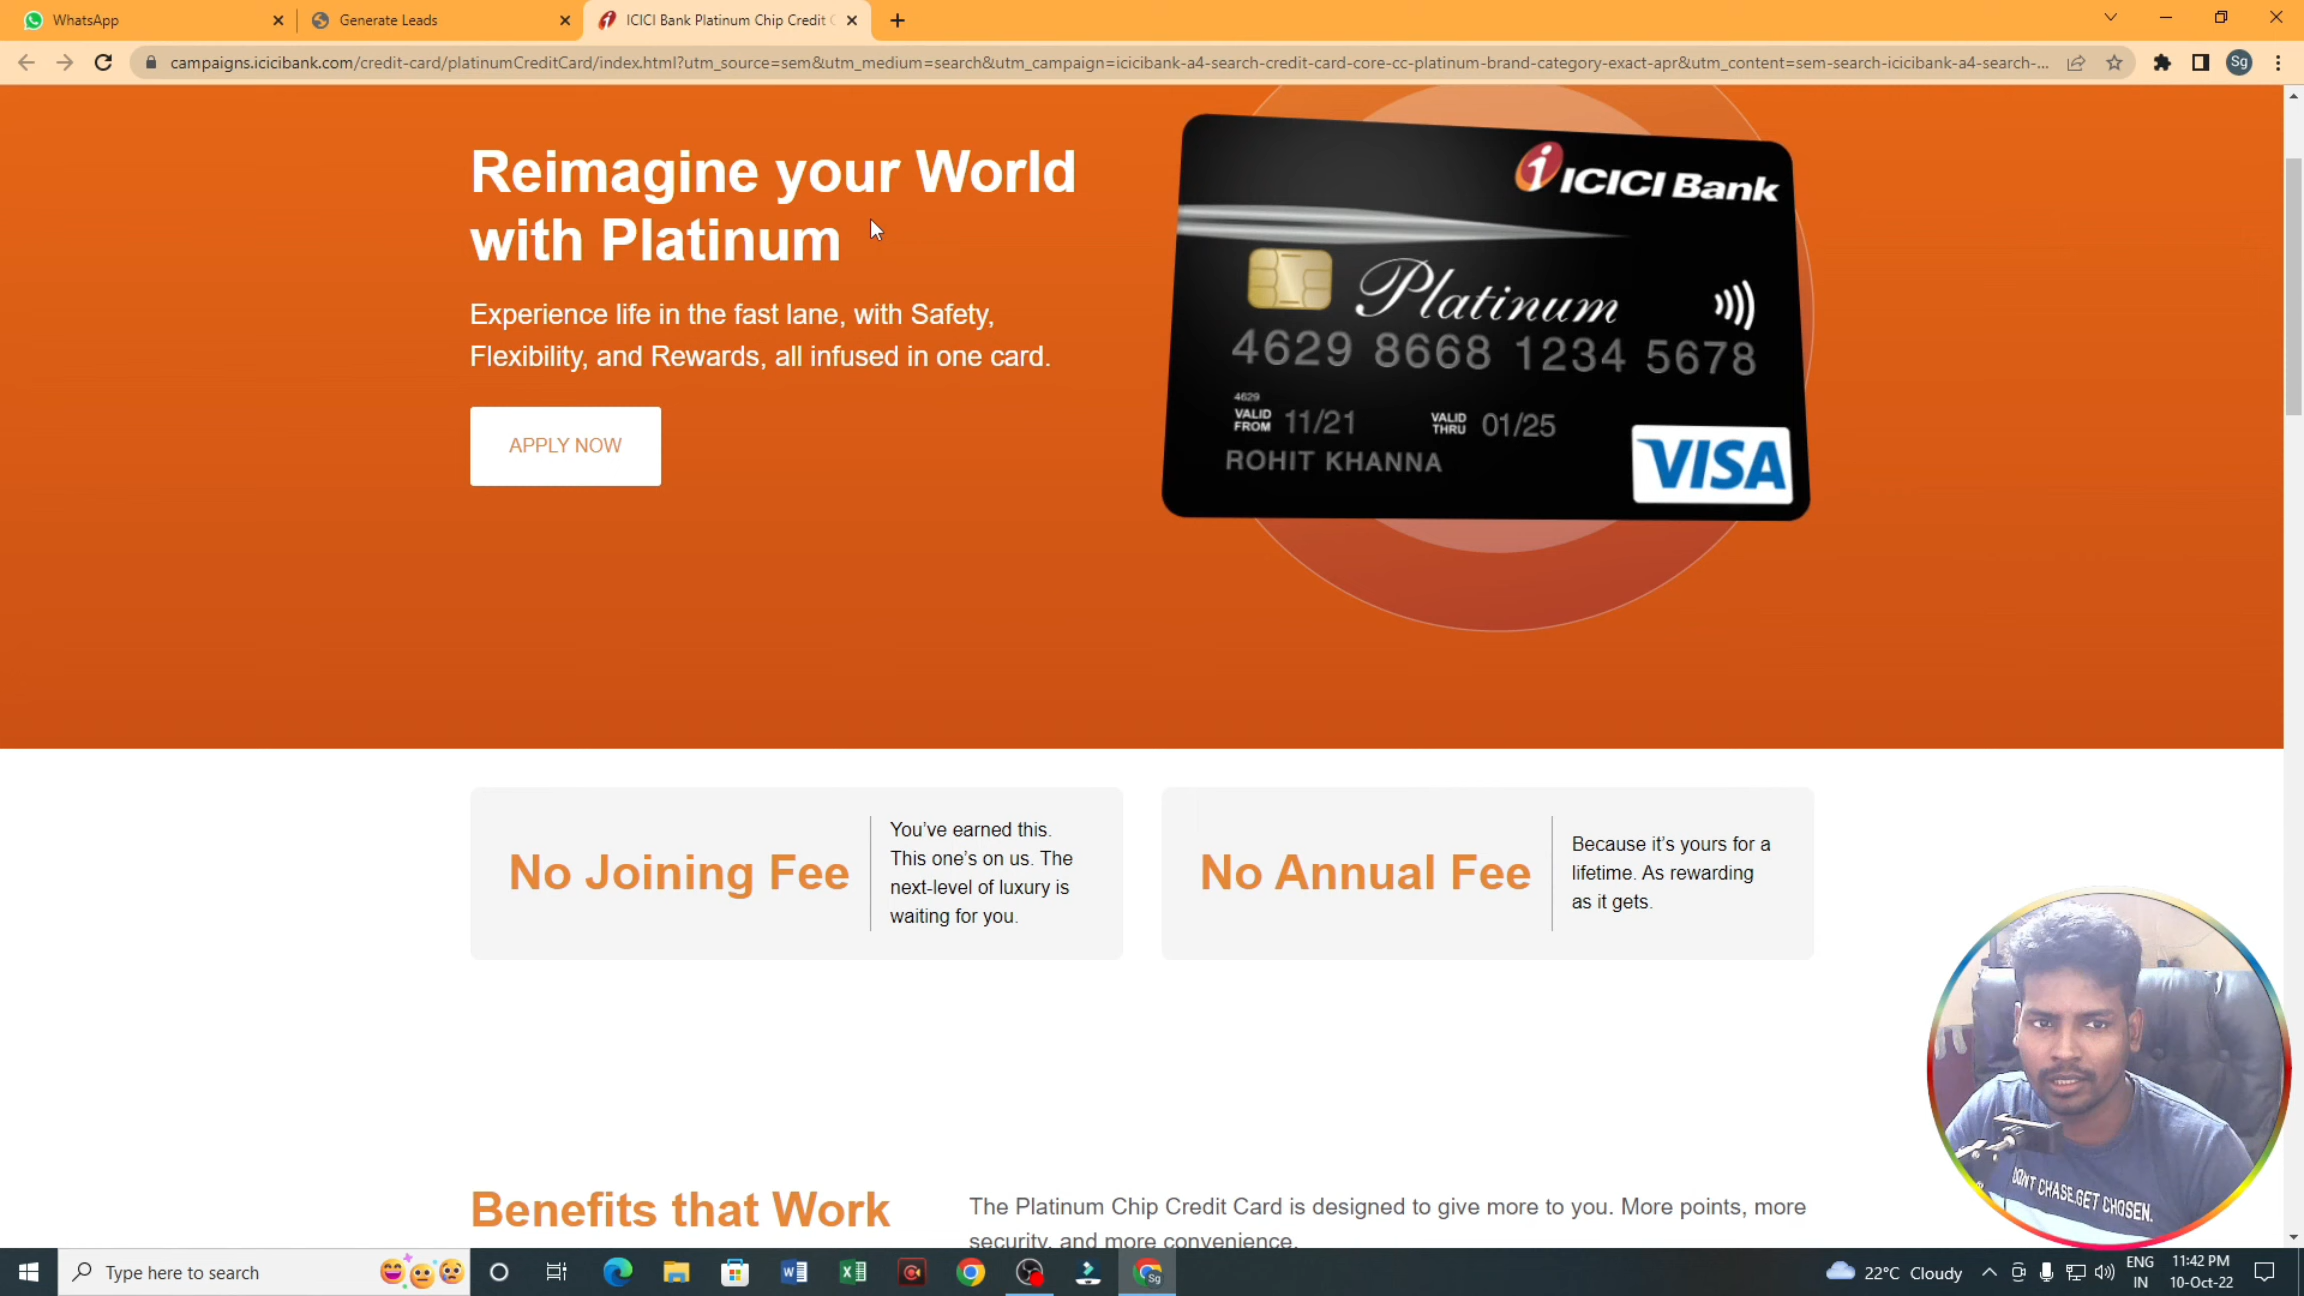 WhatsApp
Generate Leads
ICICI Bank Platinum Chip Credit C
campaigns.icicibank.com/credit-card/platinumCreditCard/index.html?utm_source=sem&utm_medium=search&utm_campaign=icicibank-a4-search-credit-card-core-cc-platinum-brand-category-exact-apr&utm_content=sem-search-icicibank-a4-search-...
Sg
Reimagine your World
with Platinum
Experience life in the fast lane, with Safety,
Flexibility, and Rewards, all infused in one card.
APPLY NOW
ICICI Bank
Platinum
4629 8668 1234 5678
4629
VALID FROM 11/21 VALID THRU 01/25
ROHIT KHANNA
VISA
No Joining Fee
You’ve earned this.
This one’s on us. The
next-level of luxury is
waiting for you.
No Annual Fee
Because it’s yours for a
lifetime. As rewarding
as it gets.
Benefits that Work
The Platinum Chip Credit Card is designed to give more to you. More points, more
security, and more convenience.
DON'T CHASE.GET CHOSEN.
Type here to search
Sg
22°C Cloudy
ENG
IN
11:42 PM
10-Oct-22